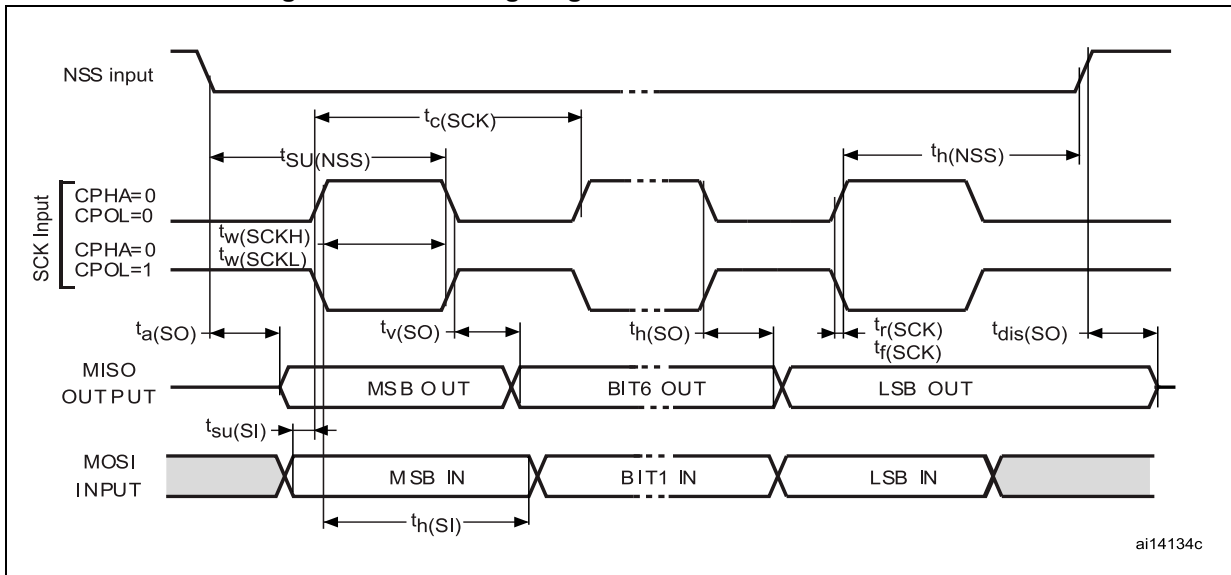 NSS input
tc(SCK)
tSU(NSS)
th(NSS)
SCK Input
CPHA=0
CPOL=0
CPHA=0
CPOL=1
tw(SCKH)
tw(SCKL)
ta(SO)
tv(SO)
th(SO)
tr(SCK)
tf(SCK)
tdis(SO)
MISO
OUTPUT
MSB OUT
BIT6 OUT
LSB OUT
tsu(SI)
MOSI
INPUT
MSB IN
BIT1 IN
LSB IN
th(SI)
ai14134c